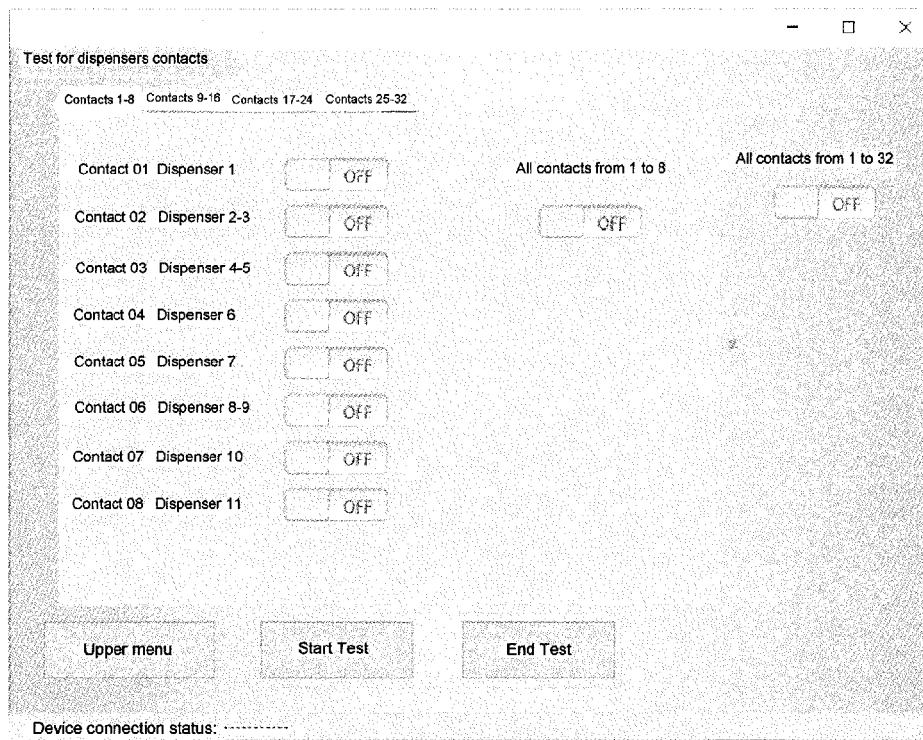 Test for dispensers contacts
Contacts 1-8 Contacts 9-16 Contacts 17-24 Contacts 25-32
Contact 01 Dispenser 1 OFF
Contact 02 Dispenser 2-3 OFF
Contact 03 Dispenser 4-5 OFF
Contact 04 Dispenser 6 OFF
Contact 05 Dispenser 7 OFF
Contact 06 Dispenser 8-9 OFF
Contact 07 Dispenser 10 OFF
Contact 08 Dispenser 11 OFF
All contacts from 1 to 8
OFF
All contacts from 1 to 32
OFF
Upper menu Start Test End Test
Device connection status: -----------